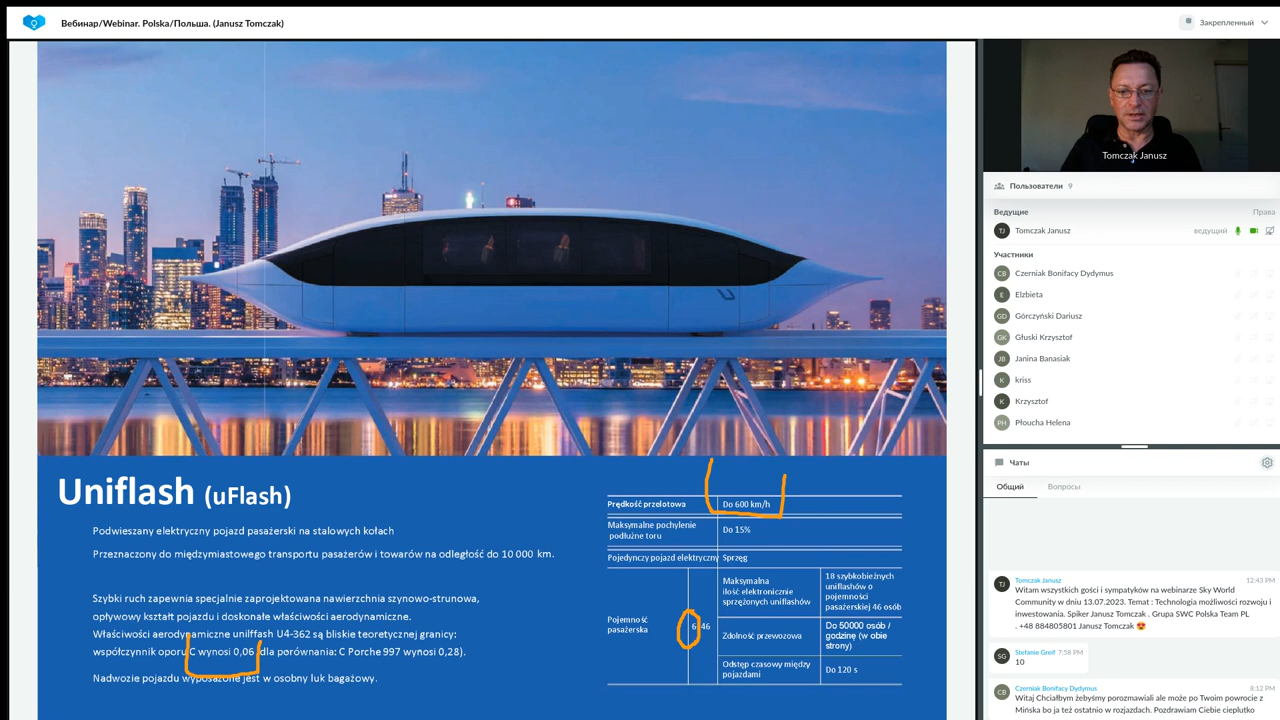 Вебинар/Webinar. Polska/Польша. (Janusz Tomczak)
Закрепленный
Tomczak Janusz
Пользователи 9
Ведущие
Права
TJ Tomczak Janusz
ведущий
Участники
CB Czerniak Bonifacy Dydymus
E Elzbieta
GD Górczyński Dariusz
GK Głuski Krzysztof
JB Janina Banasiak
K kriss
K Krzysztof
PH Płoucha Helena
Чаты
Общий
Вопросы
TJ Tomczak Janusz 12:43 PM
Witam wszystkich gości i sympatyków na webinarze Sky World
Community w dniu 13.07.2023. Temat : Technologia możliwości rozwoju i
inwestowania. Spiker Janusz Tomczak . Grupa SWC Polska Team PL
. +48 884805801 Janusz Tomczak 😍
SG Stefanie Greif 7:58 PM
10
CB Czerniak Bonifacy Dydymus 8:12 PM
Witaj Chciałbym żebyśmy porozmawiali ale może po Twoim powrocie z
Mińska bo ja też ostatnio w rozjazdach. Pozdrawiam Ciebie cieplutko
Uniflash (uFlash)
Podwieszany elektryczny pojazd pasażerski na stalowych kołach
Przeznaczony do międzymiastowego transportu pasażerów i towarów na odległość do 10 000 km.
Szybki ruch zapewnia specjalnie zaprojektowana nawierzchnia szynowo-strunowa,
opływowy kształt pojazdu i doskonałe właściwości aerodynamiczne.
Właściwości aerodynamiczne unilffash U4-362 są bliskie teoretycznej granicy:
współczynnik oporu C wynosi 0,06 (dla porównania: C Porche 997 wynosi 0,28).
Nadwozie pojazdu wyposażone jest w osobny luk bagażowy.
Prędkość przelotowa
Do 600 km/h
Maksymalne pochylenie
podłużne toru
Do 15%
Pojedynczy pojazd elektryczny
Sprzęg
Pojemność
pasażerska
6-46
Maksymalna
ilość elektronicznie
sprzężonych uniflashów
18 szybkobieżnych
uniflashów o
pojemności
pasażerskiej 46 osób
Zdolność przewozowa
Do 50000 osób /
godzinę (w obie
strony)
Odstęp czasowy między
pojazdami
Do 120 s